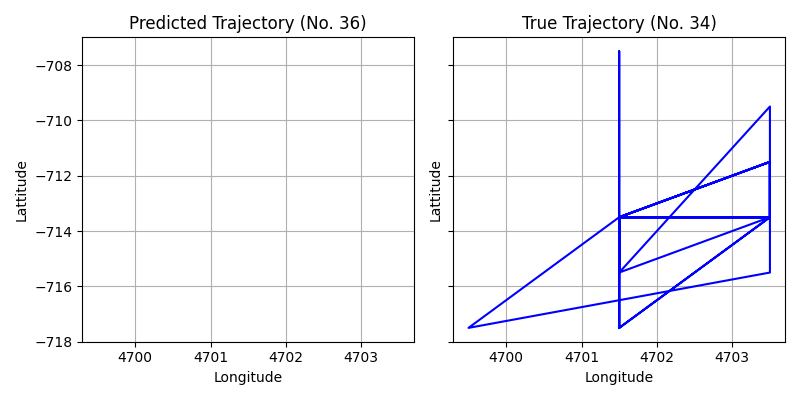 Predicted Trajectory (No. 36)
True Trajectory (No. 34)
−708
−710
−712
−714
−716
−718
Lattitude
Lattitude
4700 4701 4702 4703
4700 4701 4702 4703
Longitude
Longitude